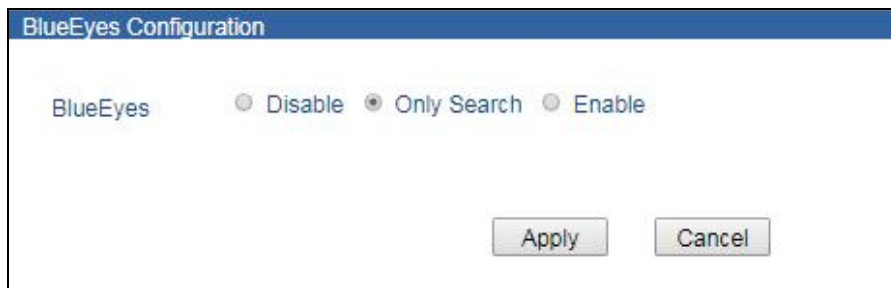 BlueEyes Configuration
BlueEyes Disable Only Search Enable
Apply Cancel